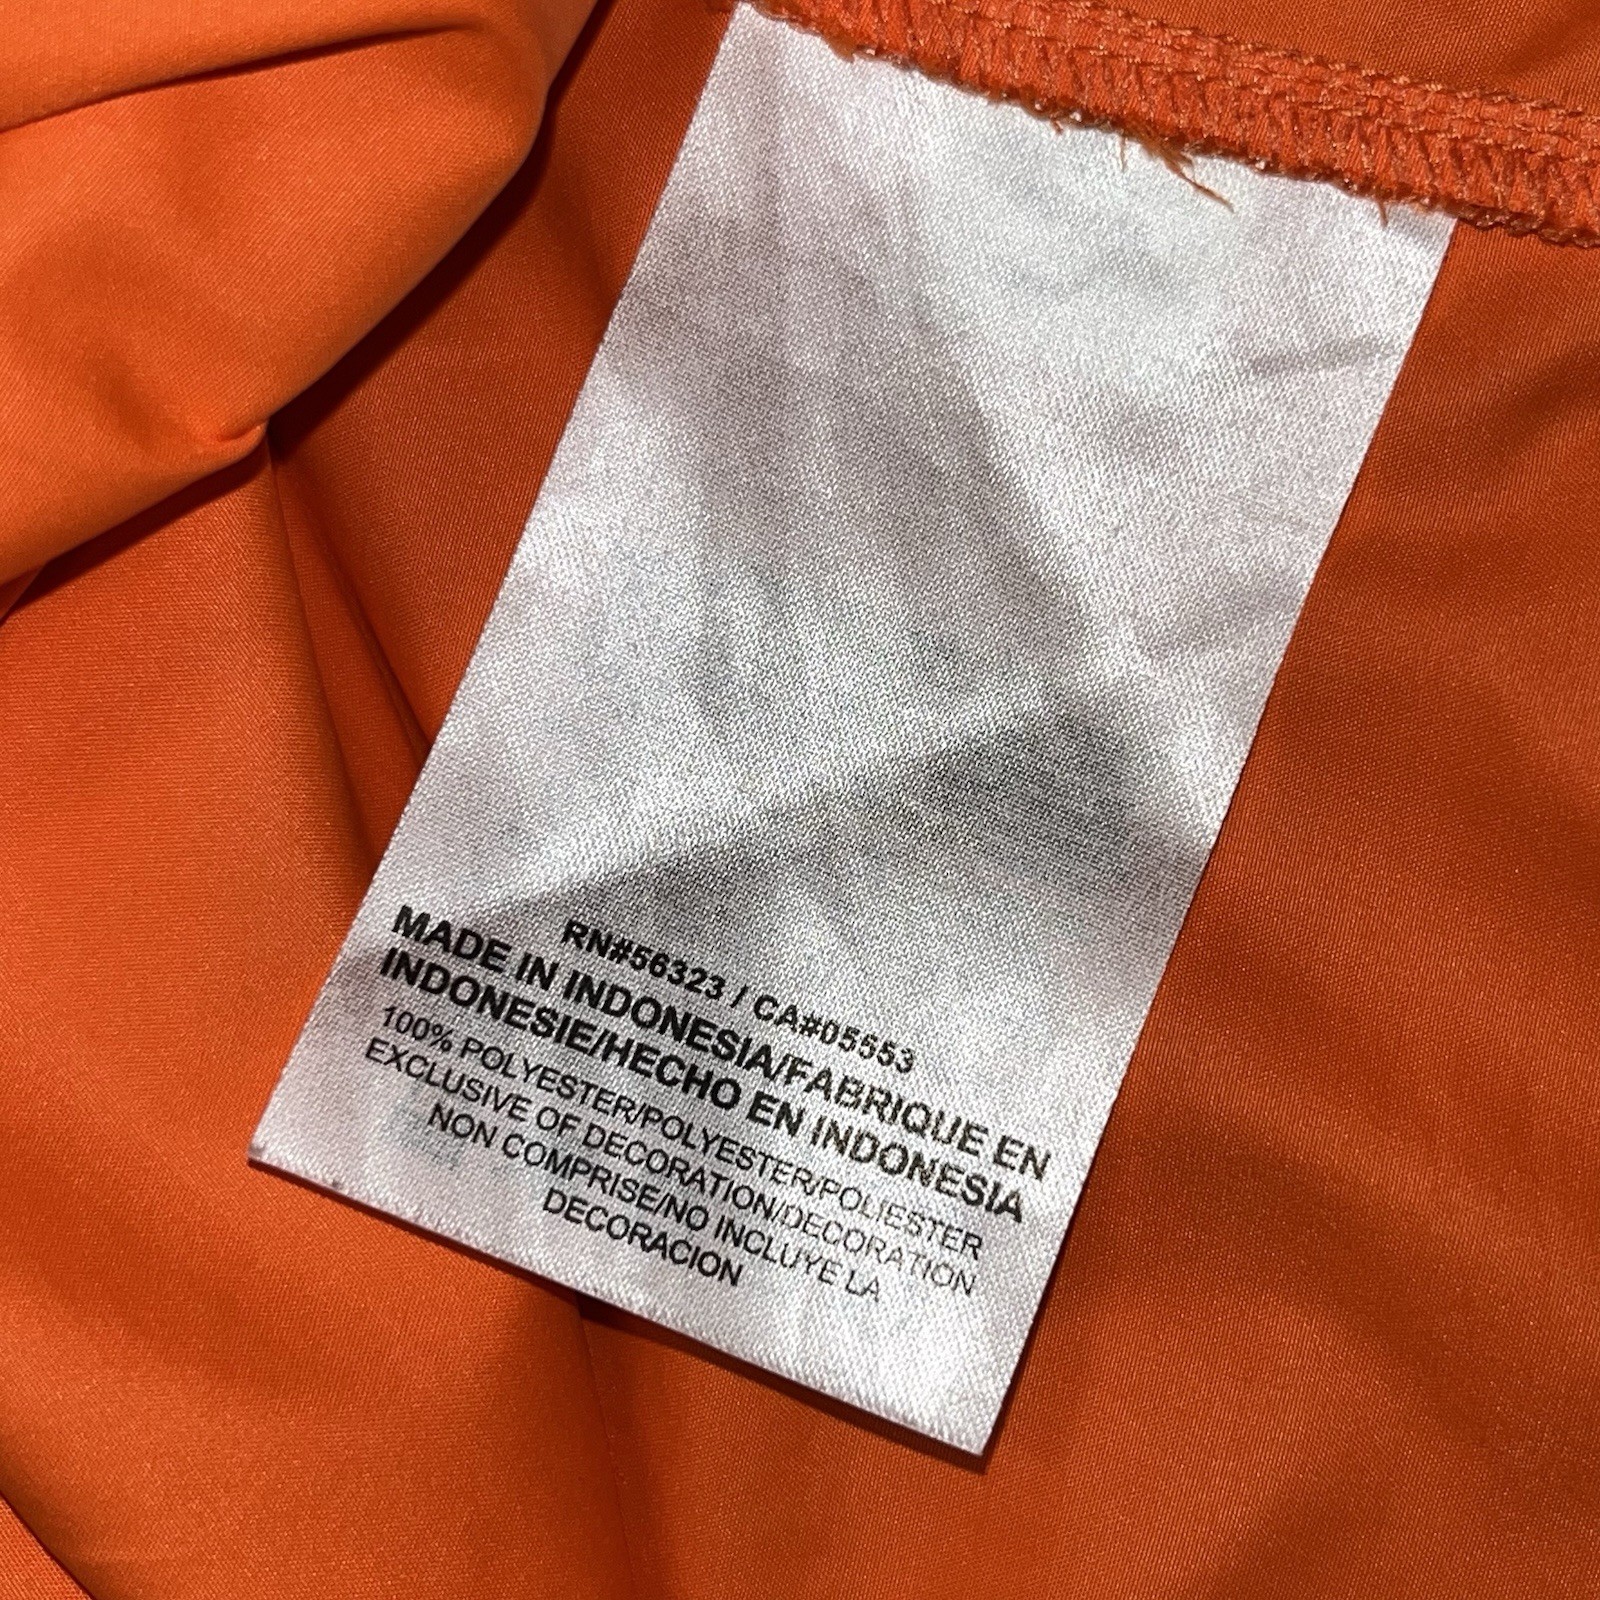 RN#56323 / CA#05553
MADE IN INDONESIA/FABRIQUE EN
INDONESIE/HECHO EN INDONESIA
100% POLYESTER/POLYESTER/POLIESTER
EXCLUSIVE OF DECORATION/DECORATION
NON COMPRISE/NO INCLUYE LA
DECORACION